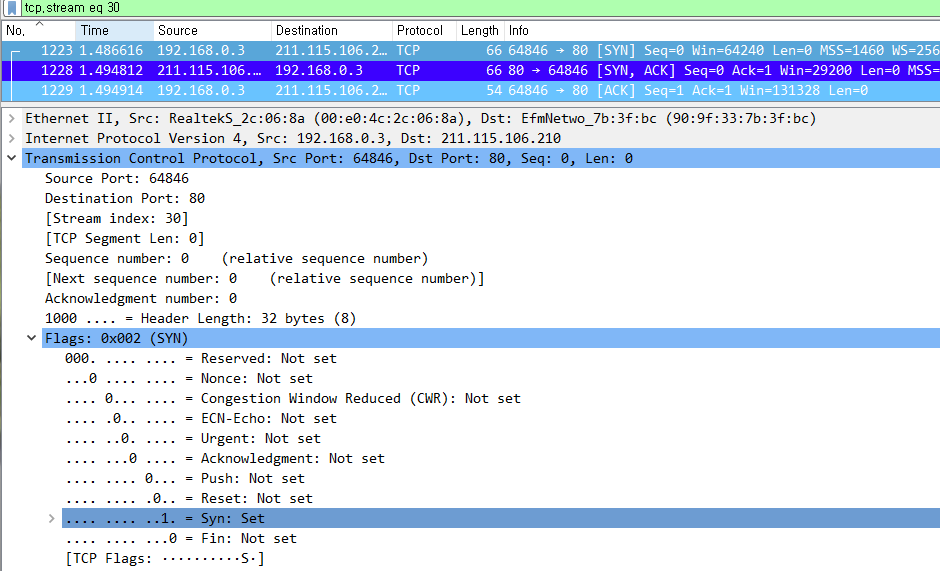 tcp.stream eq 30
No. Time Source Destination Protocol Length Info
1223 1.486616 192.168.0.3 211.115.106.2… TCP 66 64846 → 80 [SYN] Seq=0 Win=64240 Len=0 MSS=1460 WS=256
1228 1.494812 211.115.106.… 192.168.0.3 TCP 66 80 → 64846 [SYN, ACK] Seq=0 Ack=1 Win=29200 Len=0 MSS=
1229 1.494914 192.168.0.3 211.115.106.2… TCP 54 64846 → 80 [ACK] Seq=1 Ack=1 Win=131328 Len=0
Ethernet II, Src: RealtekS_2c:06:8a (00:e0:4c:2c:06:8a), Dst: EfmNetwo_7b:3f:bc (90:9f:33:7b:3f:bc)
Internet Protocol Version 4, Src: 192.168.0.3, Dst: 211.115.106.210
Transmission Control Protocol, Src Port: 64846, Dst Port: 80, Seq: 0, Len: 0
Source Port: 64846
Destination Port: 80
[Stream index: 30]
[TCP Segment Len: 0]
Sequence number: 0    (relative sequence number)
[Next sequence number: 0    (relative sequence number)]
Acknowledgment number: 0
1000 .... = Header Length: 32 bytes (8)
Flags: 0x002 (SYN)
000. .... .... = Reserved: Not set
...0 .... .... = Nonce: Not set
.... 0... .... = Congestion Window Reduced (CWR): Not set
.... .0.. .... = ECN-Echo: Not set
.... ..0. .... = Urgent: Not set
.... ...0 .... = Acknowledgment: Not set
.... .... 0... = Push: Not set
.... .... .0.. = Reset: Not set
.... .... ..1. = Syn: Set
.... .... ...0 = Fin: Not set
[TCP Flags: ··········S·]